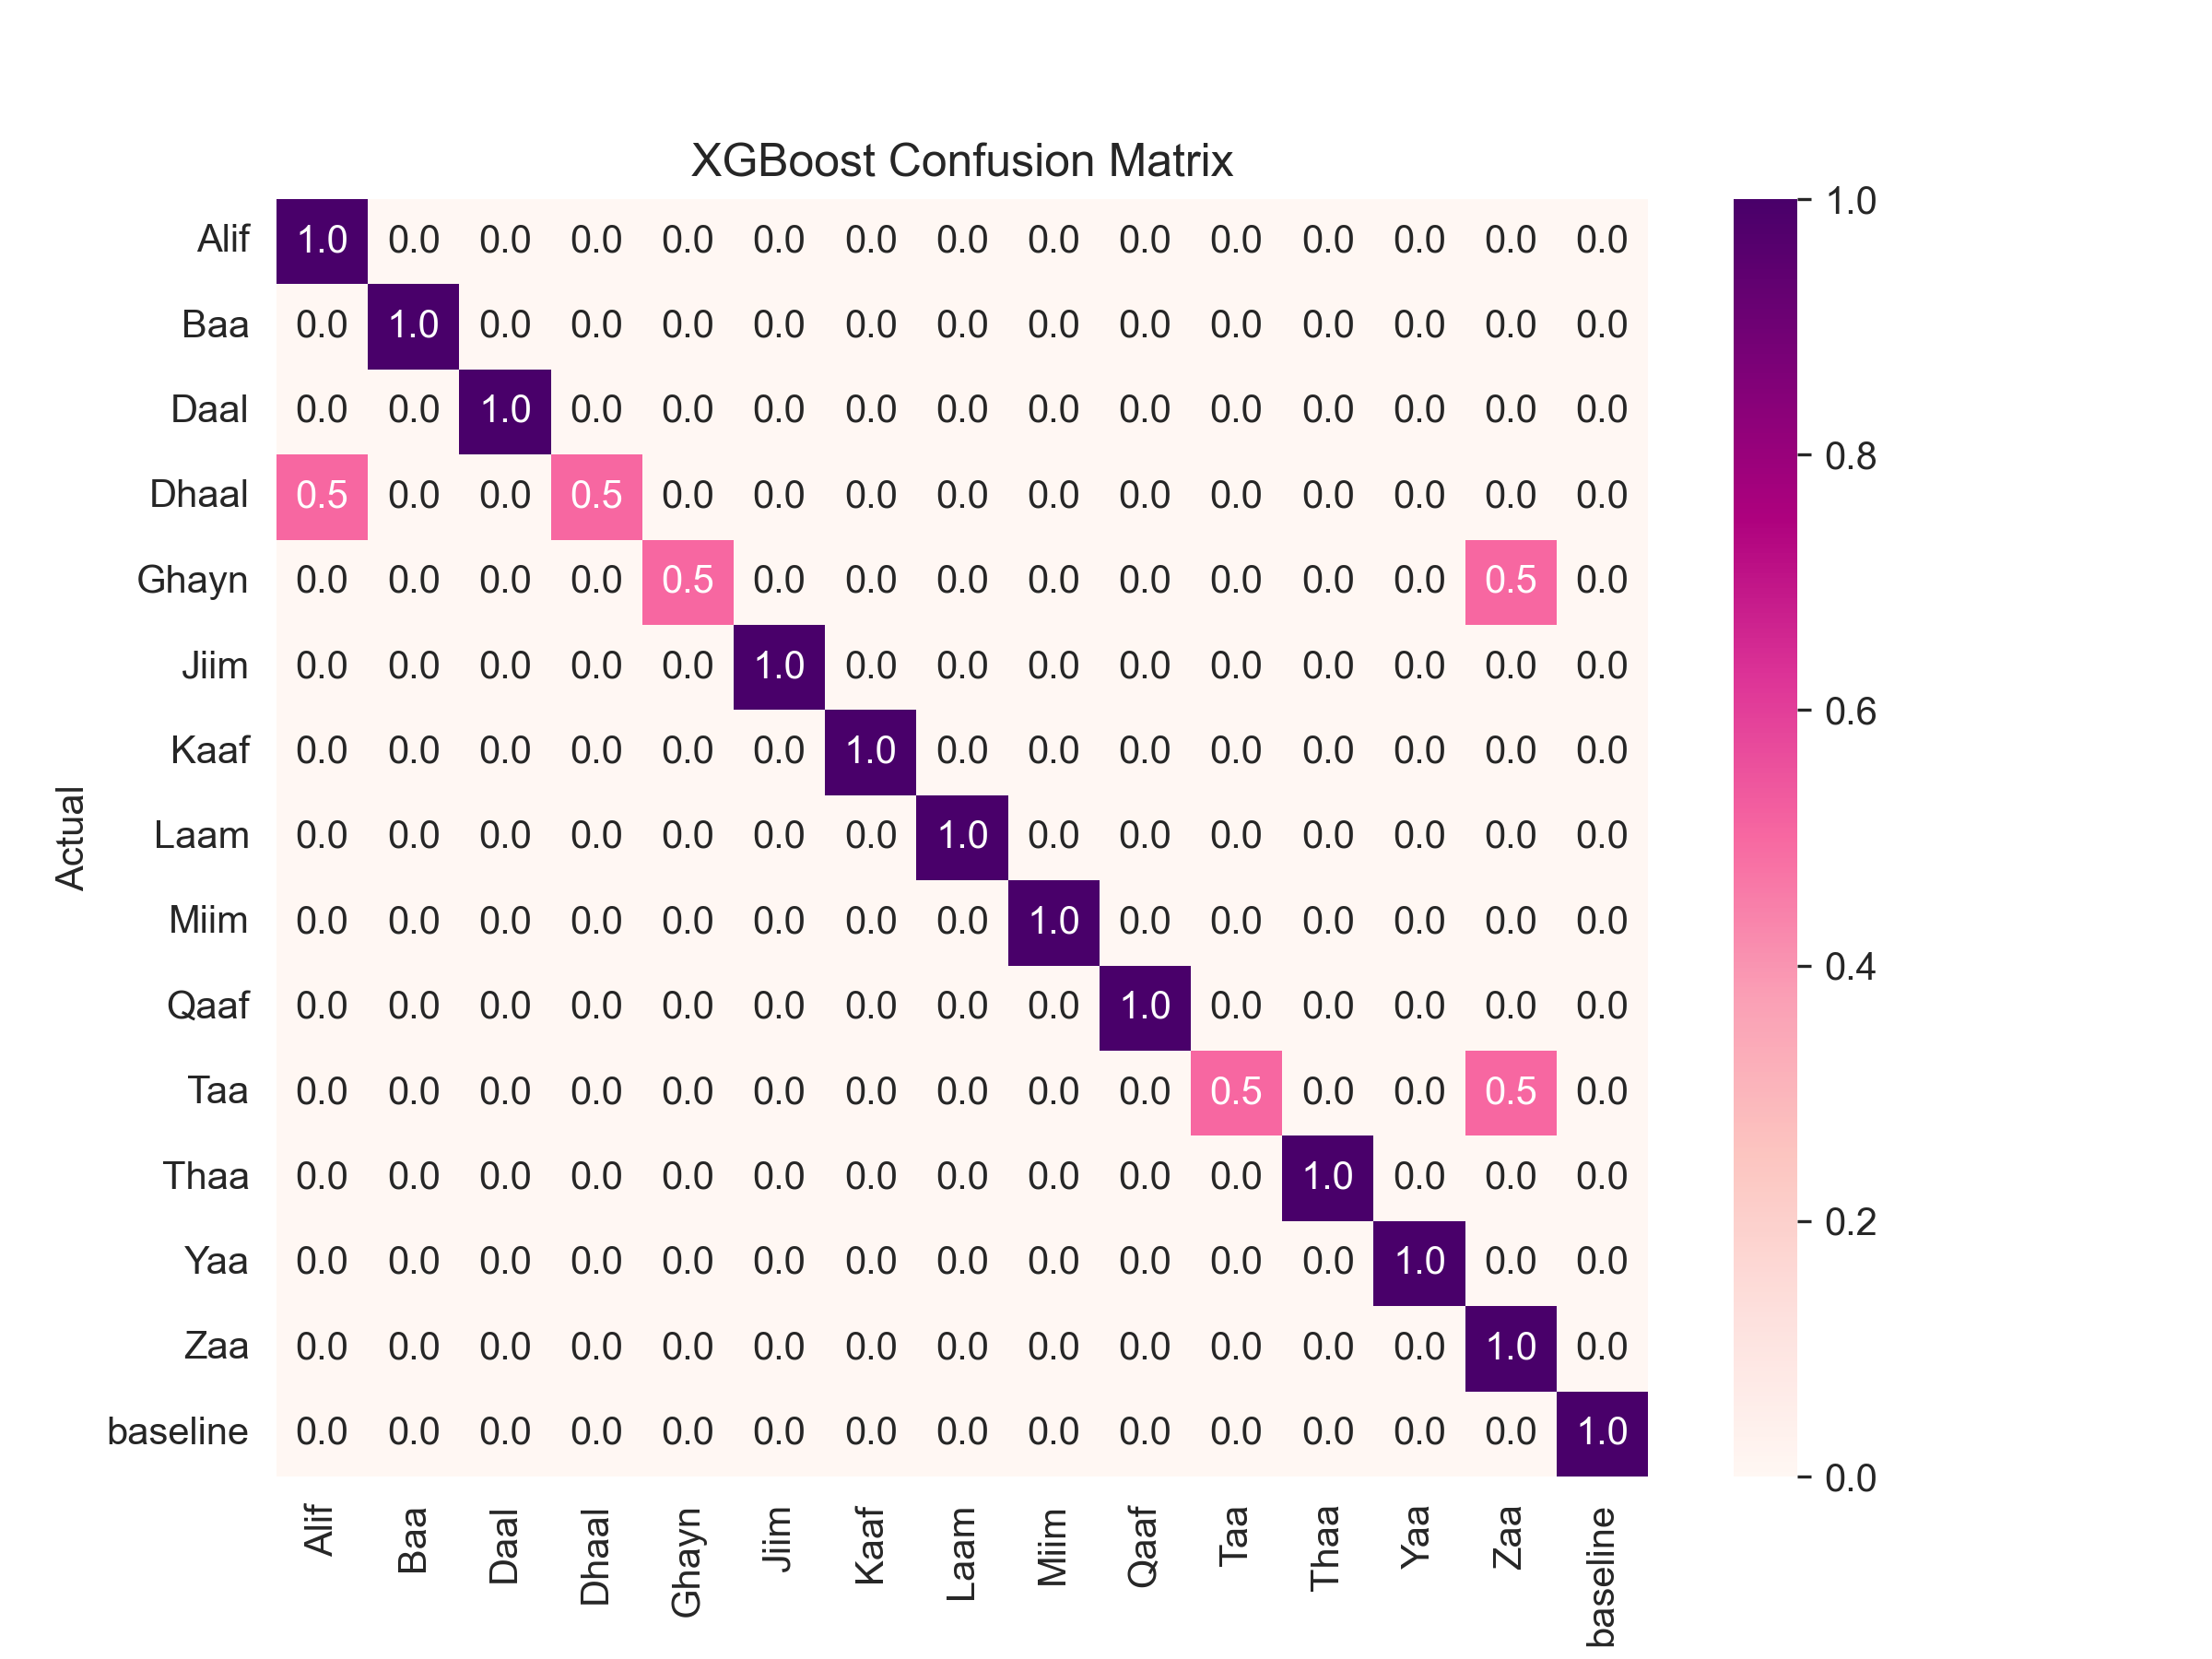 XGBoost Confusion Matrix
Alif 1.0 0.0 0.0 0.0 0.0 0.0 0.0 0.0 0.0 0.0 0.0 0.0 0.0 0.0 0.0
Baa 0.0 1.0 0.0 0.0 0.0 0.0 0.0 0.0 0.0 0.0 0.0 0.0 0.0 0.0 0.0
Daal 0.0 0.0 1.0 0.0 0.0 0.0 0.0 0.0 0.0 0.0 0.0 0.0 0.0 0.0 0.0
Dhaal 0.5 0.0 0.0 0.5 0.0 0.0 0.0 0.0 0.0 0.0 0.0 0.0 0.0 0.0 0.0
Ghayn 0.0 0.0 0.0 0.0 0.5 0.0 0.0 0.0 0.0 0.0 0.0 0.0 0.0 0.5 0.0
Jiim 0.0 0.0 0.0 0.0 0.0 1.0 0.0 0.0 0.0 0.0 0.0 0.0 0.0 0.0 0.0
Kaaf 0.0 0.0 0.0 0.0 0.0 0.0 1.0 0.0 0.0 0.0 0.0 0.0 0.0 0.0 0.0
Laam 0.0 0.0 0.0 0.0 0.0 0.0 0.0 1.0 0.0 0.0 0.0 0.0 0.0 0.0 0.0
Miim 0.0 0.0 0.0 0.0 0.0 0.0 0.0 0.0 1.0 0.0 0.0 0.0 0.0 0.0 0.0
Qaaf 0.0 0.0 0.0 0.0 0.0 0.0 0.0 0.0 0.0 1.0 0.0 0.0 0.0 0.0 0.0
Taa 0.0 0.0 0.0 0.0 0.0 0.0 0.0 0.0 0.0 0.0 0.5 0.0 0.0 0.5 0.0
Thaa 0.0 0.0 0.0 0.0 0.0 0.0 0.0 0.0 0.0 0.0 0.0 1.0 0.0 0.0 0.0
Yaa 0.0 0.0 0.0 0.0 0.0 0.0 0.0 0.0 0.0 0.0 0.0 0.0 1.0 0.0 0.0
Zaa 0.0 0.0 0.0 0.0 0.0 0.0 0.0 0.0 0.0 0.0 0.0 0.0 0.0 1.0 0.0
baseline 0.0 0.0 0.0 0.0 0.0 0.0 0.0 0.0 0.0 0.0 0.0 0.0 0.0 0.0 1.0
Alif Baa Daal Dhaal Ghayn Jiim Kaaf Laam Miim Qaaf Taa Thaa Yaa Zaa baseline
Actual
1.0
0.8
0.6
0.4
0.2
0.0